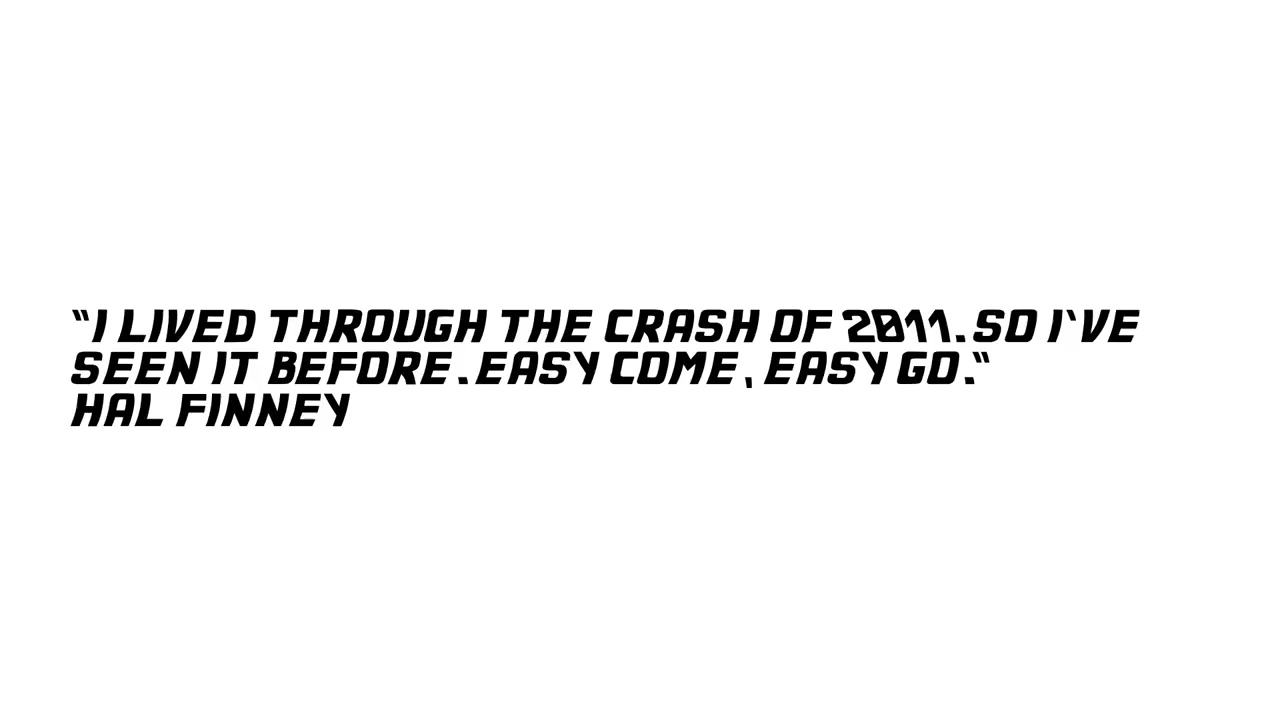 “I LIVED THROUGH THE CRASH OF 2011. SO I‘VE
SEEN IT BEFORE. EASY COME, EASY GO.“
HAL FINNEY